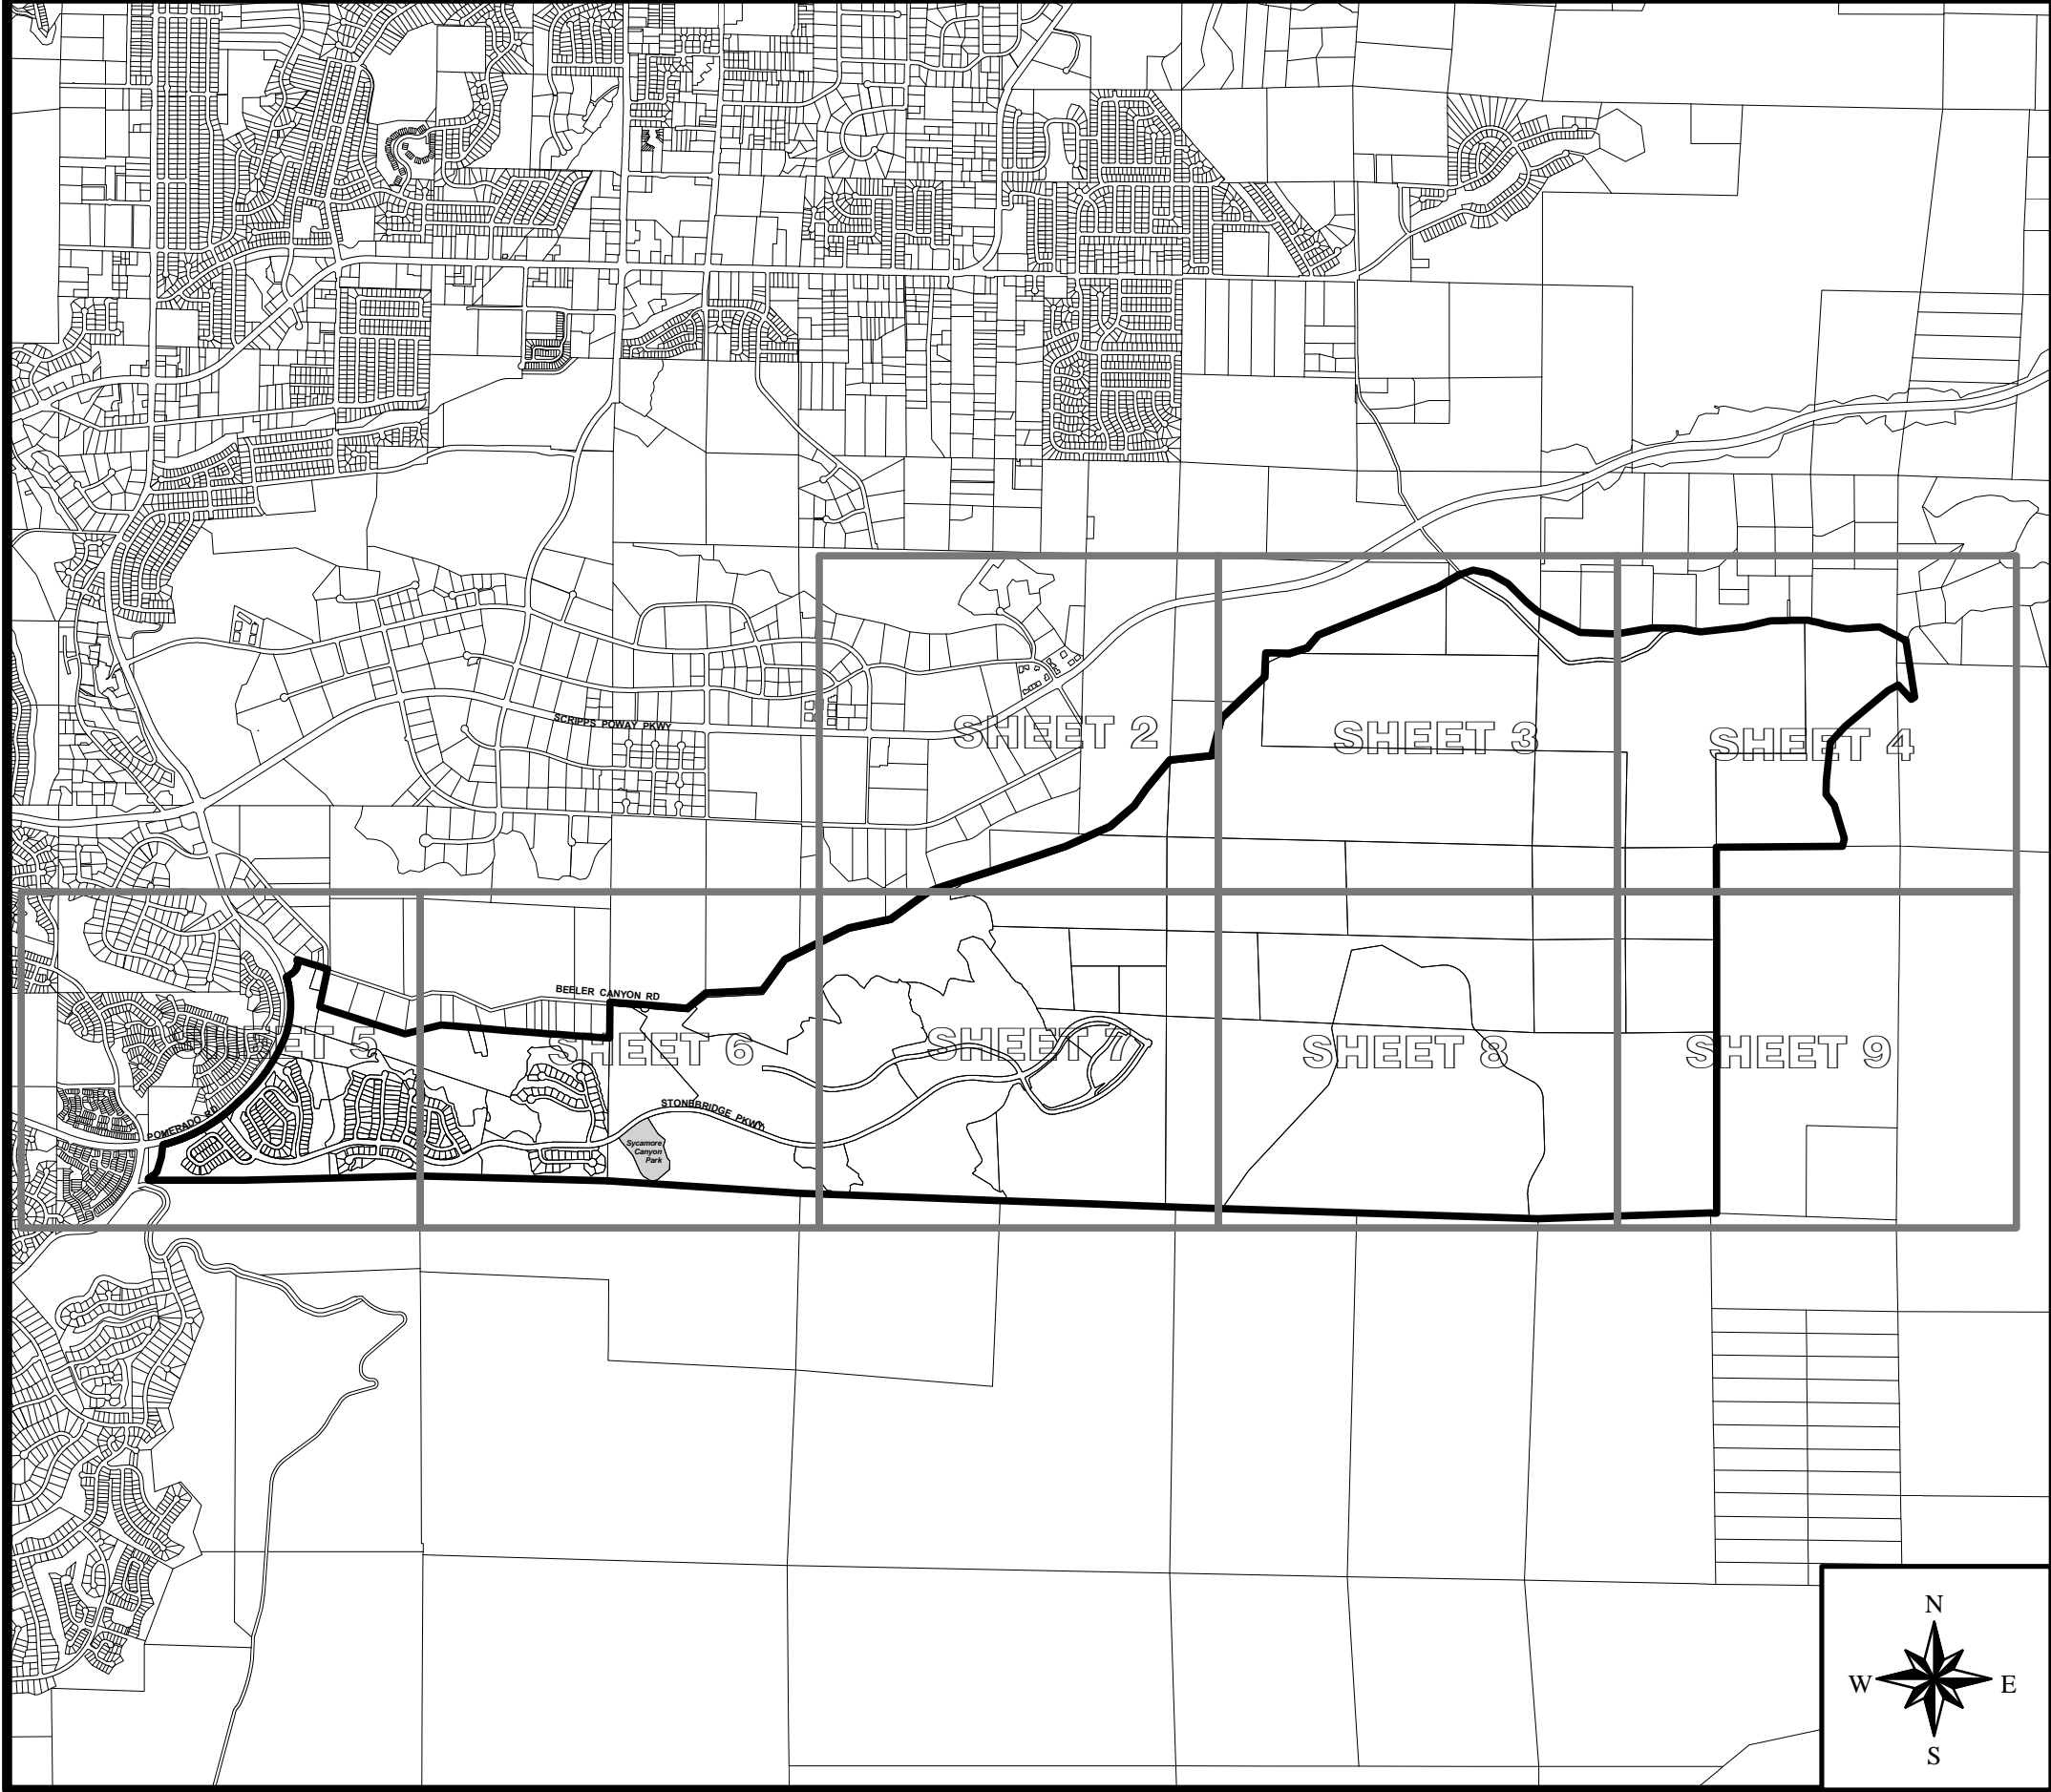 SCRIPPS POWAY PKWY
SHEET 2
SHEET 3
SHEET 4
BEELER CANYON RD
SHEET 5
SHEET 6
SHEET 7
SHEET 8
SHEET 9
POMERADO RD
STONEBRIDGE PKWY
Sycamore
Canyon
Park
N
W
E
S